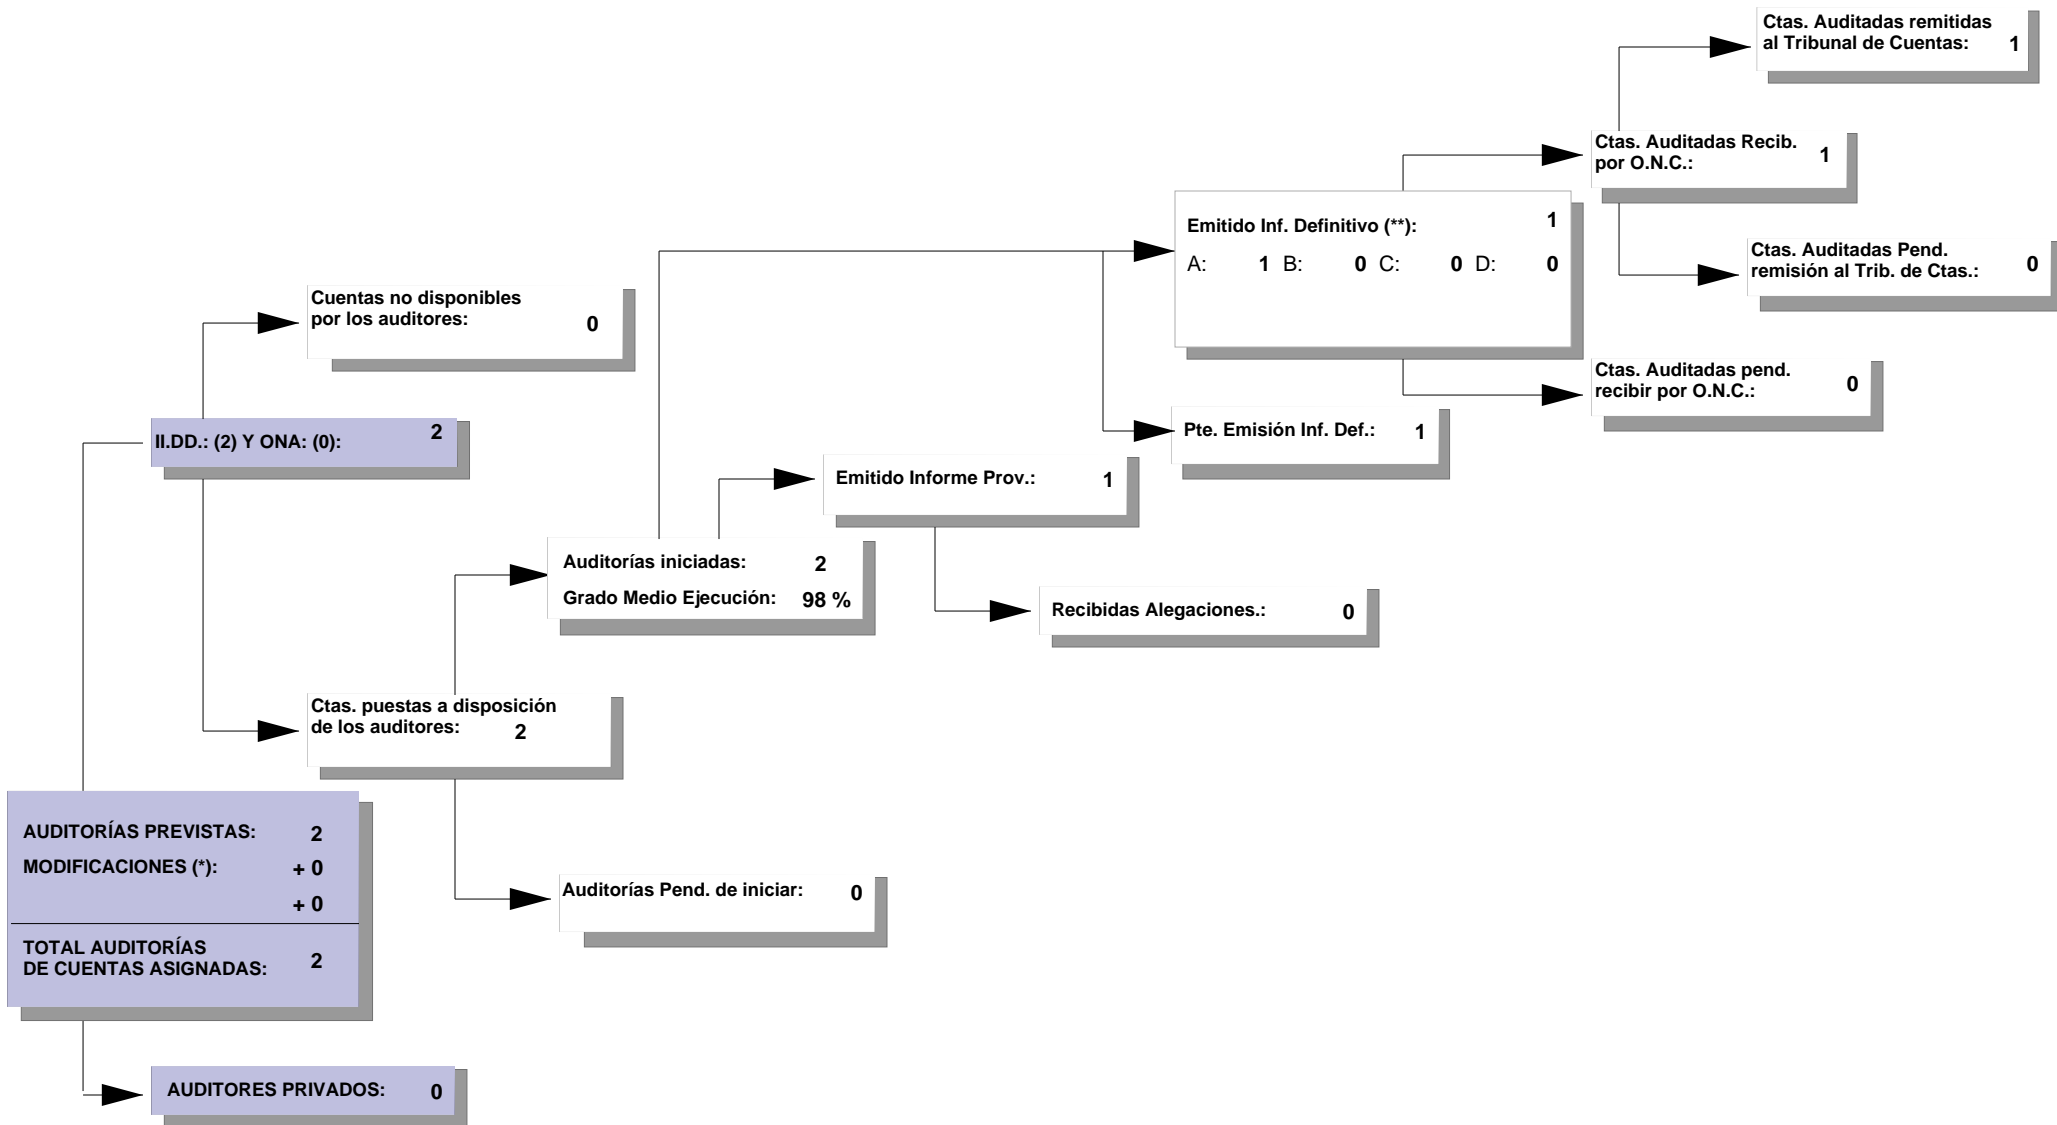 Ctas. Auditadas remitidas
al Tribunal de Cuentas: 1
Ctas. Auditadas Recib.
por O.N.C.: 1
Emitido Inf. Definitivo (**): 1
A: 1 B: 0 C: 0 D: 0
Ctas. Auditadas Pend.
remisión al Trib. de Ctas.: 0
Cuentas no disponibles
por los auditores: 0
Ctas. Auditadas pend.
recibir por O.N.C.: 0
II.DD.: (2) Y ONA: (0): 2
Pte. Emisión Inf. Def.: 1
Emitido Informe Prov.: 1
Auditorías iniciadas: 2
Grado Medio Ejecución: 98 %
Recibidas Alegaciones.: 0
Ctas. puestas a disposición
de los auditores: 2
AUDITORÍAS PREVISTAS: 2
MODIFICACIONES (*): + 0
+ 0
TOTAL AUDITORÍAS
DE CUENTAS ASIGNADAS: 2
Auditorías Pend. de iniciar: 0
AUDITORES PRIVADOS: 0